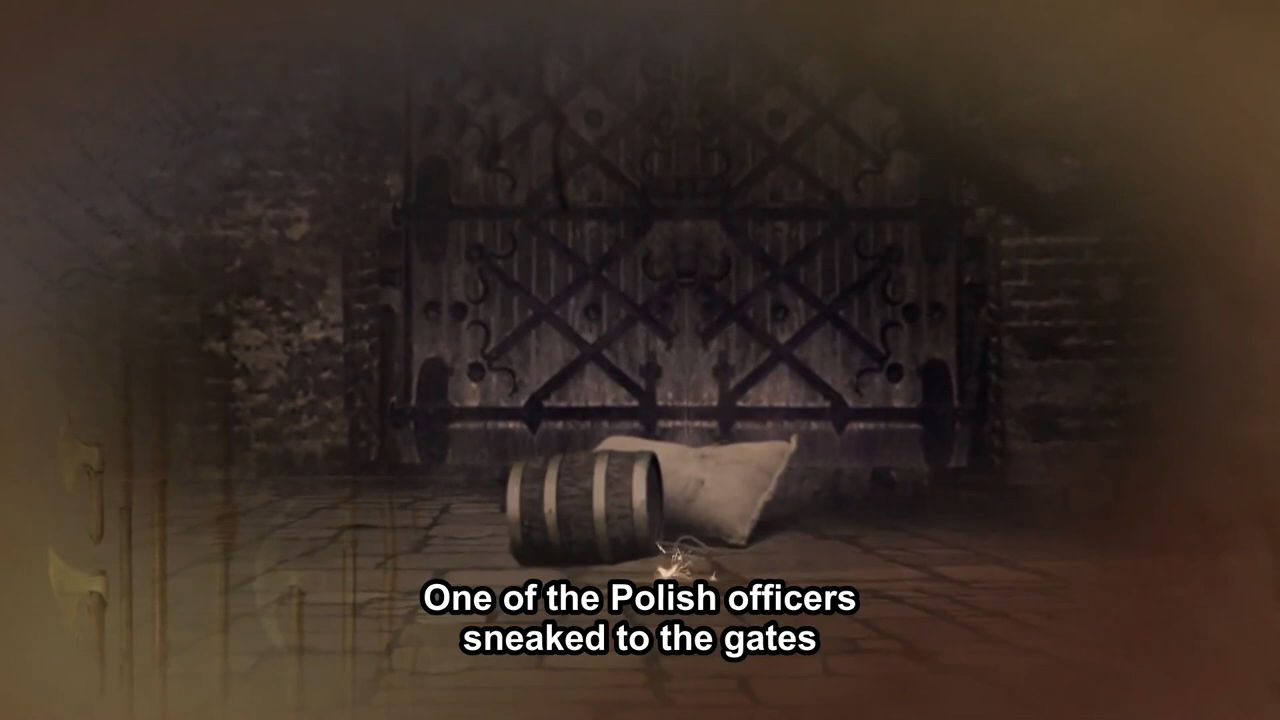 One of the Polish officers
sneaked to the gates